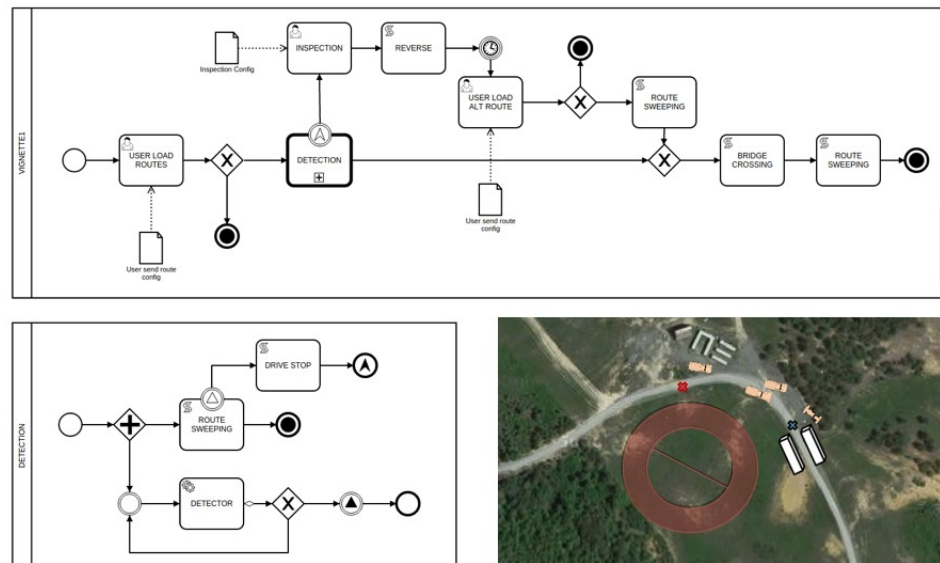 VIGNETTE1
Inspection Config
INSPECTION
REVERSE
USER LOAD
ALT ROUTE
ROUTE
SWEEPING
USER LOAD
ROUTES
DETECTION
BRIDGE
CROSSING
ROUTE
SWEEPING
User send route
config
User send route
config
DETECTION
DRIVE STOP
ROUTE
SWEEPING
DETECTOR